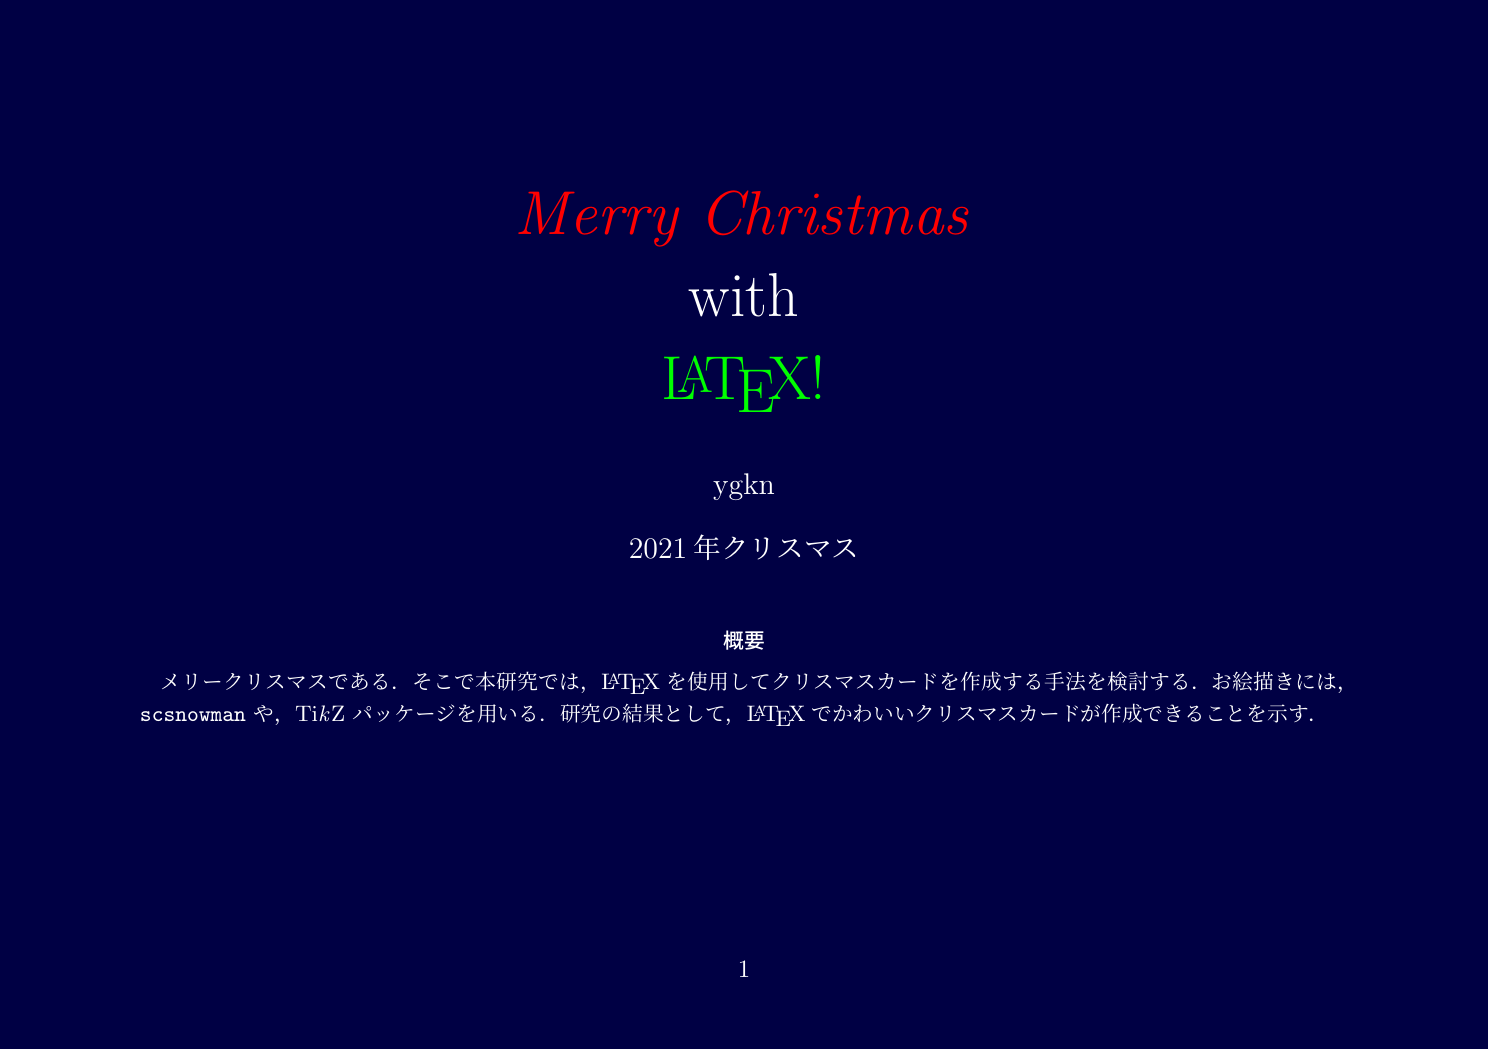 Merry Christmas
with
LATEX!
ygkn
2021年クリスマス
概要
メリークリスマスである．そこで本研究では，LATEX を使用してクリスマスカードを作成する手法を検討する．お絵描きには，
scsnowman や，TikZ パッケージを用いる．研究の結果として，LATEX でかわいいクリスマスカードが作成できることを示す．
1